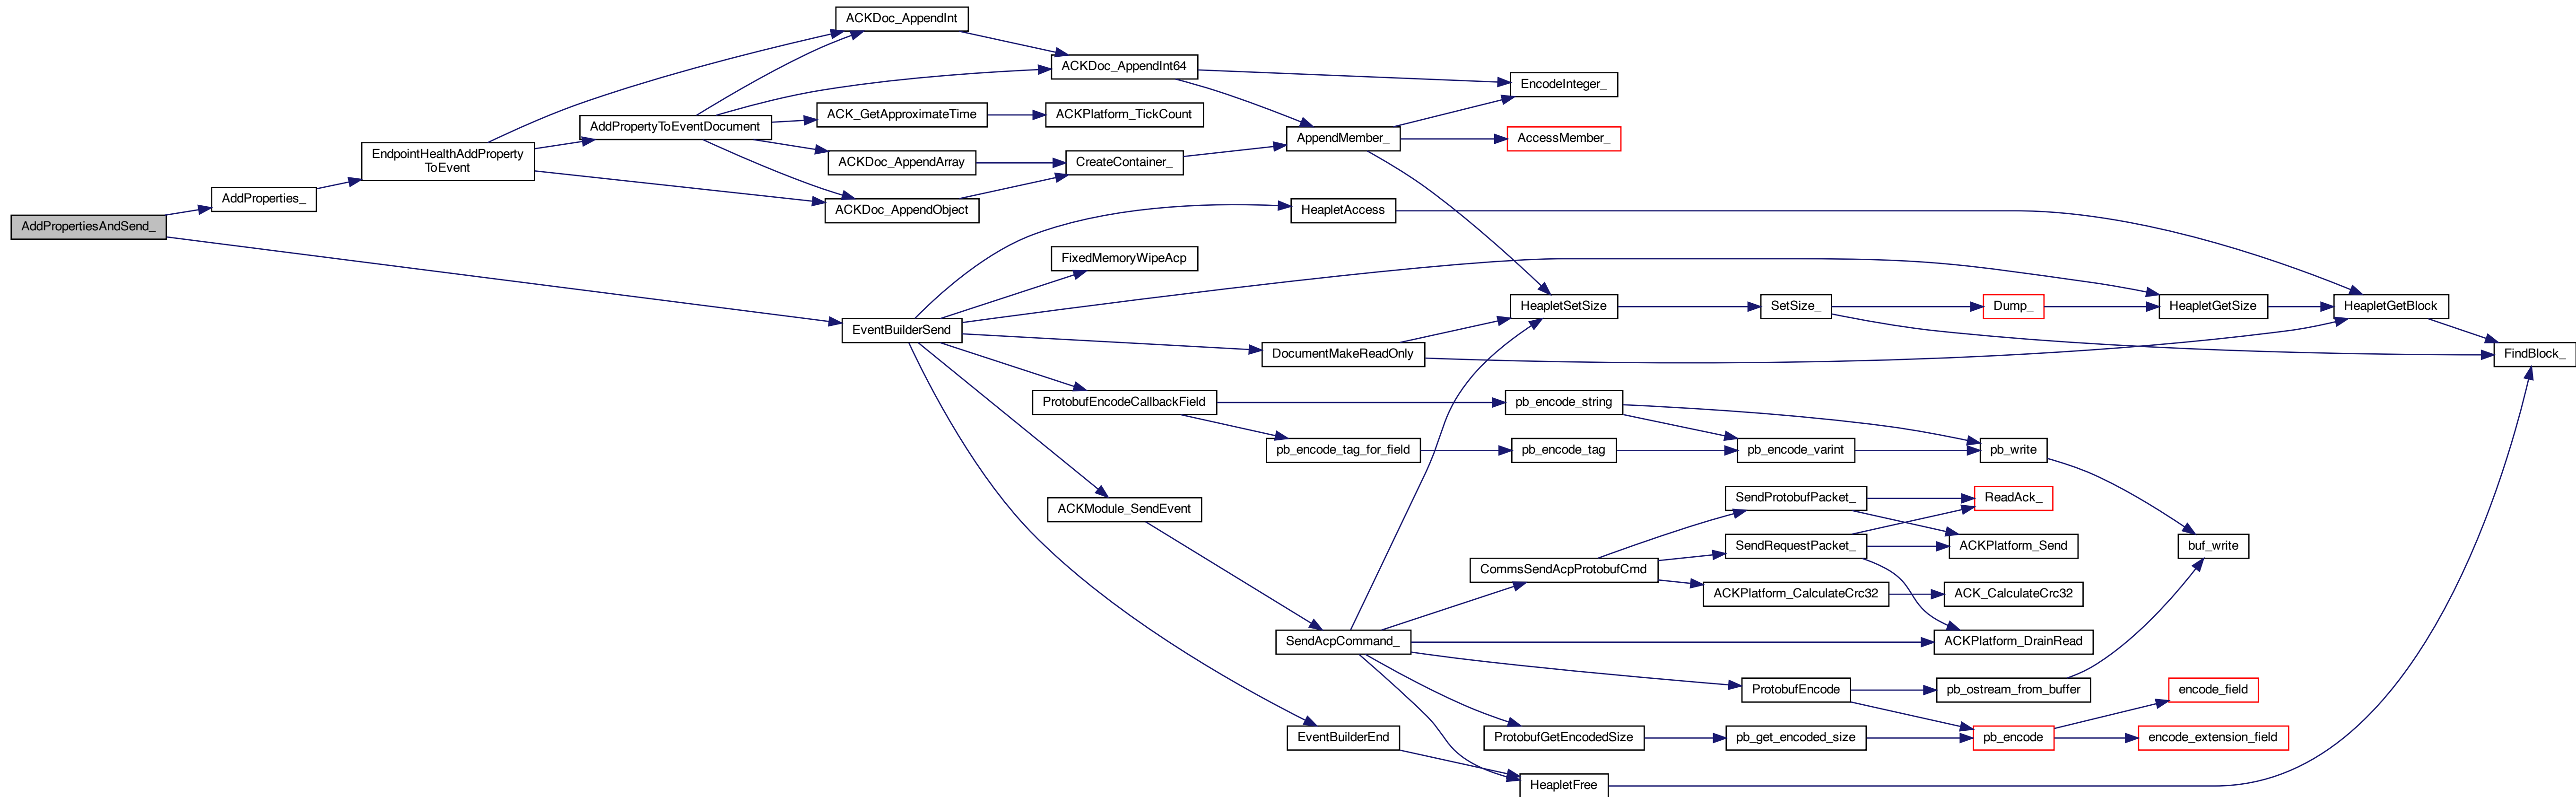 ACKDoc_AppendInt
ACKDoc_AppendInt64
EncodeInteger_
ACK_GetApproximateTime
ACKPlatform_TickCount
AddPropertyToEventDocument
AppendMember_
AccessMember_
EndpointHealthAddProperty
ToEvent
ACKDoc_AppendArray
CreateContainer_
AddProperties_
ACKDoc_AppendObject
HeapletAccess
AddPropertiesAndSend_
FixedMemoryWipeAcp
HeapletSetSize
SetSize_
Dump_
HeapletGetSize
HeapletGetBlock
EventBuilderSend
DocumentMakeReadOnly
FindBlock_
ProtobufEncodeCallbackField
pb_encode_string
pb_encode_tag_for_field
pb_encode_tag
pb_encode_varint
pb_write
SendProtobufPacket_
ReadAck_
ACKModule_SendEvent
SendRequestPacket_
ACKPlatform_Send
buf_write
CommsSendAcpProtobufCmd
ACKPlatform_CalculateCrc32
ACK_CalculateCrc32
SendAcpCommand_
ACKPlatform_DrainRead
ProtobufEncode
pb_ostream_from_buffer
encode_field
EventBuilderEnd
ProtobufGetEncodedSize
pb_get_encoded_size
pb_encode
encode_extension_field
HeapletFree